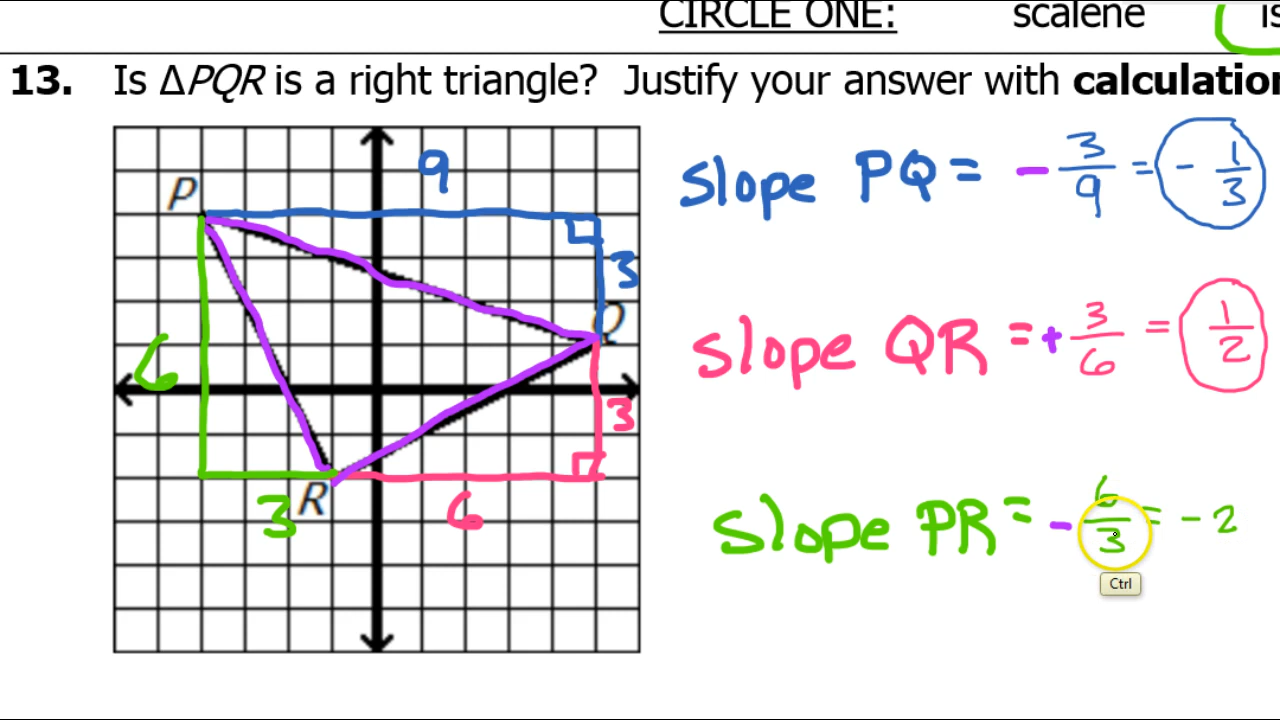 CIRCLE ONE: scalene is
13. Is ΔPQR is a right triangle? Justify your answer with calculation
P
9
3
Q
6
3
R
3
6
slope PQ = - 3/9 = - 1/3
slope QR = + 3/6 = 1/2
slope PR = - 6/3 = - 2
Ctrl